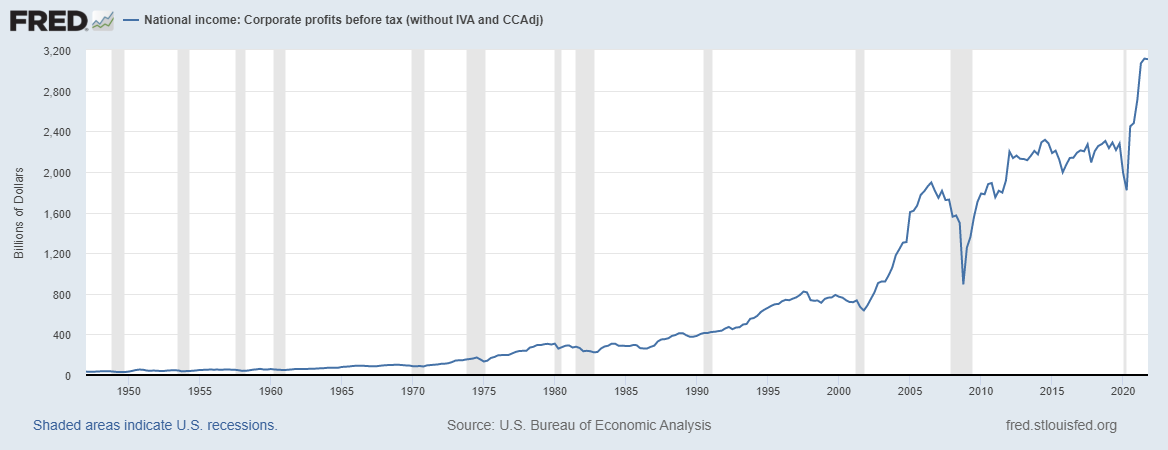 FRED
National income: Corporate profits before tax (without IVA and CCAdj)
3,200
2,800
2,400
2,000
1,600
1,200
800
400
0
Billions of Dollars
1950 1955 1960 1965 1970 1975 1980 1985 1990 1995 2000 2005 2010 2015 2020
Shaded areas indicate U.S. recessions. Source: U.S. Bureau of Economic Analysis fred.stlouisfed.org